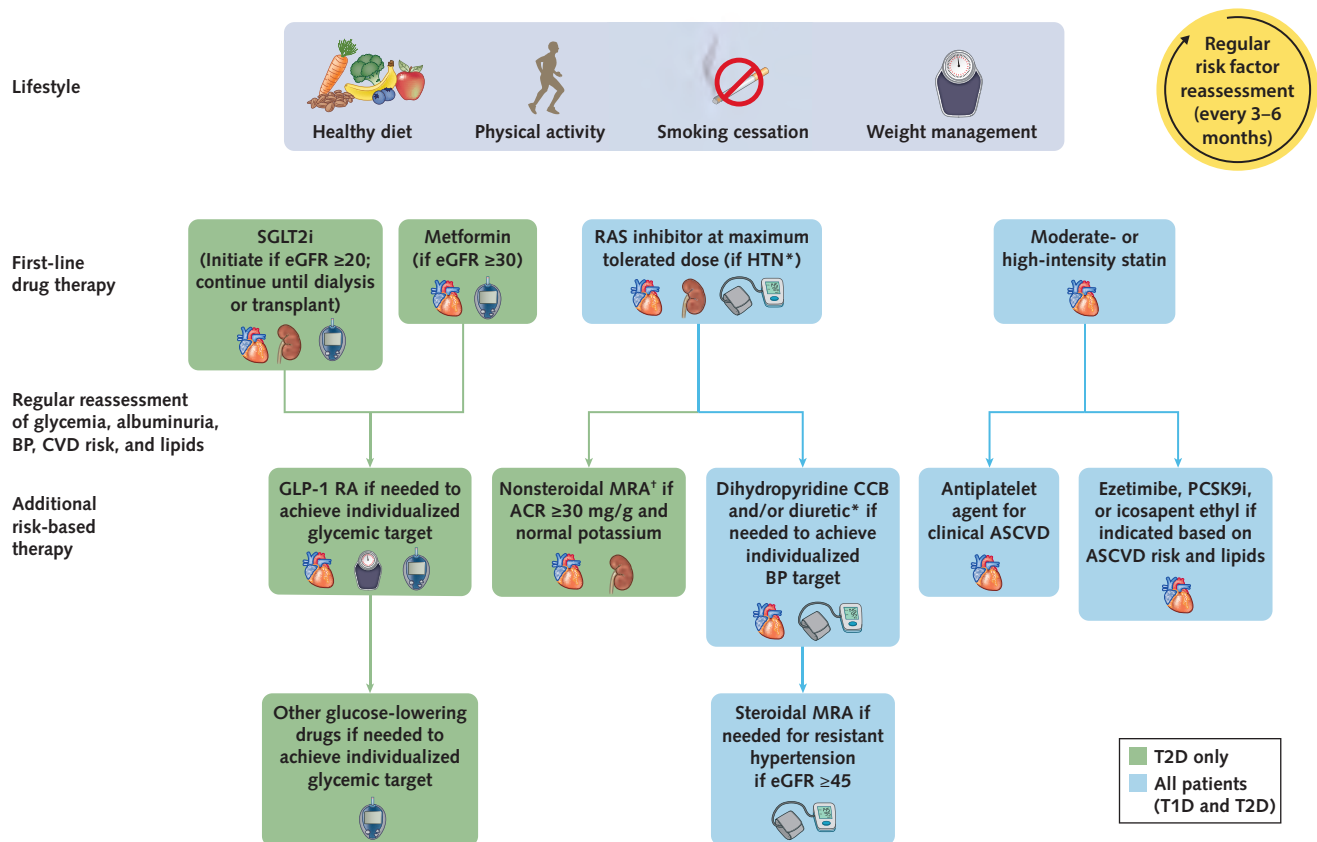 Lifestyle
Healthy diet
Physical activity
Smoking cessation
Weight management
Regular
risk factor
reassessment
(every 3–6
months)
First-line
drug therapy
SGLT2i
(Initiate if eGFR ≥20;
continue until dialysis
or transplant)
Metformin
(if eGFR ≥30)
RAS inhibitor at maximum
tolerated dose (if HTN*)
Moderate- or
high-intensity statin
Regular reassessment
of glycemia, albuminuria,
BP, CVD risk, and lipids
Additional
risk-based
therapy
GLP-1 RA if needed to
achieve individualized
glycemic target
Nonsteroidal MRA† if
ACR ≥30 mg/g and
normal potassium
Dihydropyridine CCB
and/or diuretic* if
needed to achieve
individualized
BP target
Antiplatelet
agent for
clinical ASCVD
Ezetimibe, PCSK9i,
or icosapent ethyl if
indicated based on
ASCVD risk and lipids
Other glucose-lowering
drugs if needed to
achieve individualized
glycemic target
Steroidal MRA if
needed for resistant
hypertension
if eGFR ≥45
T2D only
All patients
(T1D and T2D)